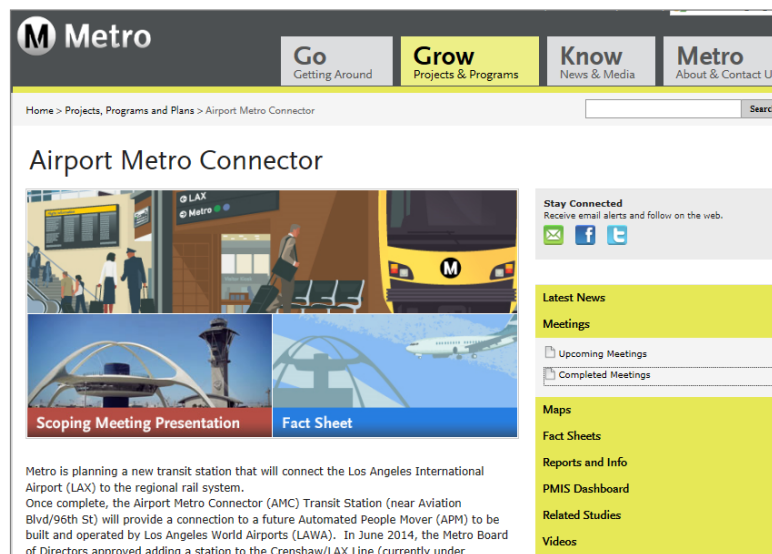 M Metro
Go
Getting Around
Grow
Projects & Programs
Know
News & Media
Metro
About & Contact U
Home > Projects, Programs and Plans > Airport Metro Connector
Searc
Airport Metro Connector
LAX
Metro
M
Scoping Meeting Presentation
Fact Sheet
Stay Connected
Receive email alerts and follow on the web.
Latest News
Meetings
Upcoming Meetings
Completed Meetings
Maps
Fact Sheets
Reports and Info
PMIS Dashboard
Related Studies
Videos
Metro is planning a new transit station that will connect the Los Angeles International
Airport (LAX) to the regional rail system.
Once complete, the Airport Metro Connector (AMC) Transit Station (near Aviation
Blvd/96th St) will provide a connection to a future Automated People Mover (APM) to be
built and operated by Los Angeles World Airports (LAWA).  In June 2014, the Metro Board
of Directors approved adding a station to the Crenshaw/LAX Line (currently under